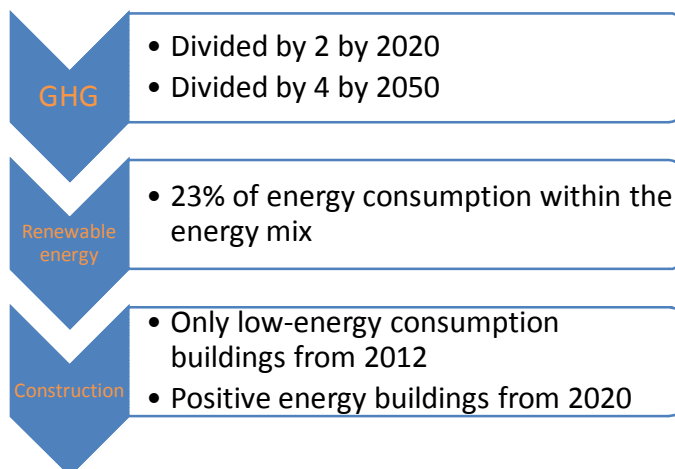 GHG
• Divided by 2 by 2020
• Divided by 4 by 2050
Renewable
energy
• 23% of energy consumption within the
energy mix
Construction
• Only low-energy consumption
buildings from 2012
• Positive energy buildings from 2020